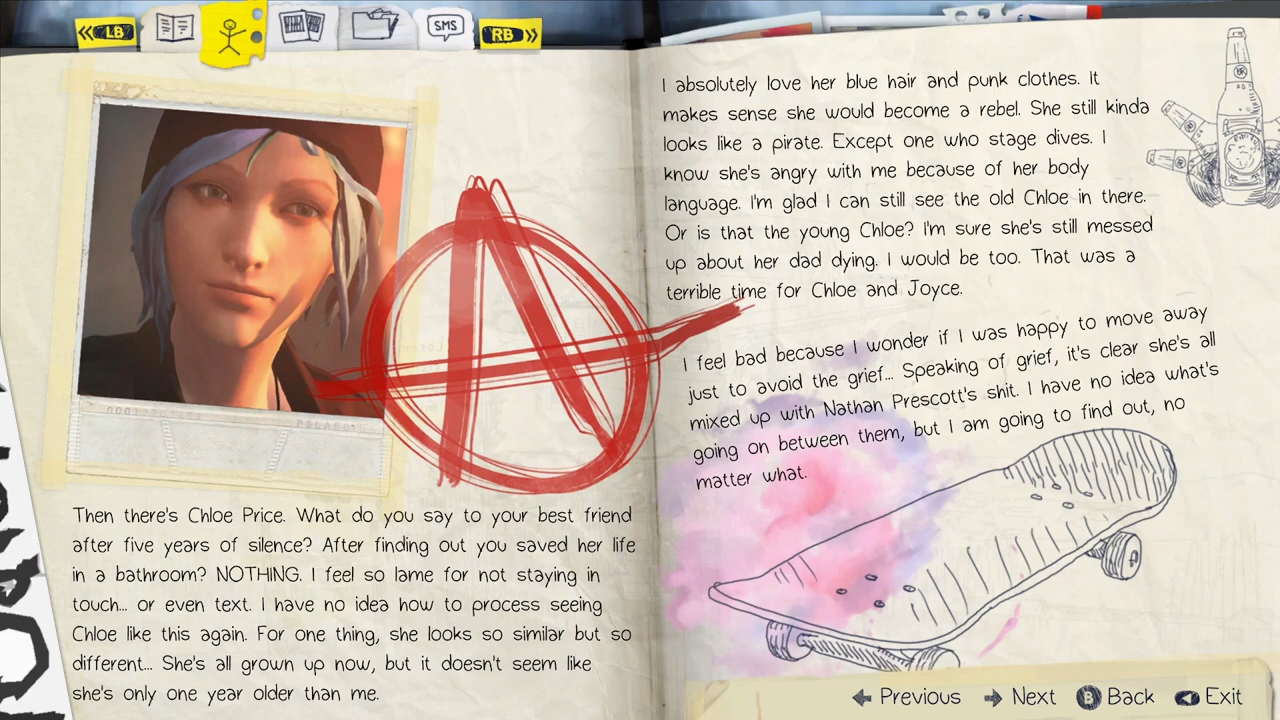 LB
SMS
RB
Then there's Chloe Price. What do you say to your best friend
after five years of silence? After finding out you saved her life
in a bathroom? NOTHING. I feel so lame for not staying in
touch... or even text. I have no idea how to process seeing
Chloe like this again. For one thing, she looks so similar but so
different... She's all grown up now, but it doesn't seem like
she's only one year older than me.
I absolutely love her blue hair and punk clothes. It
makes sense she would become a rebel. She still kinda
looks like a pirate. Except one who stage dives. I
know she's angry with me because of her body
language. I'm glad I can still see the old Chloe in there.
Or is that the young Chloe? I'm sure she's still messed
up about her dad dying. I would be too. That was a
terrible time for Chloe and Joyce.
I feel bad because I wonder if I was happy to move away
just to avoid the grief... Speaking of grief, it's clear she's all
mixed up with Nathan Prescott's shit. I have no idea what's
going on between them, but I am going to find out, no
matter what.
Previous Next B Back Exit